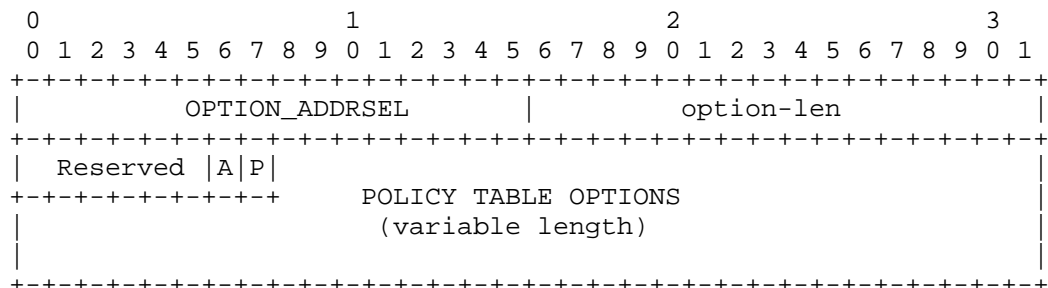 0                   1                   2                   3
 0 1 2 3 4 5 6 7 8 9 0 1 2 3 4 5 6 7 8 9 0 1 2 3 4 5 6 7 8 9 0 1
+-+-+-+-+-+-+-+-+-+-+-+-+-+-+-+-+-+-+-+-+-+-+-+-+-+-+-+-+-+-+-+-+
|          OPTION_ADDRSEL       |         option-len            |
+-+-+-+-+-+-+-+-+-+-+-+-+-+-+-+-+-+-+-+-+-+-+-+-+-+-+-+-+-+-+-+-+
|  Reserved |A|P|                                               |
+-+-+-+-+-+-+-+-+     POLICY TABLE OPTIONS                      |
|                      (variable length)                        |
|                                                               |
+-+-+-+-+-+-+-+-+-+-+-+-+-+-+-+-+-+-+-+-+-+-+-+-+-+-+-+-+-+-+-+-+